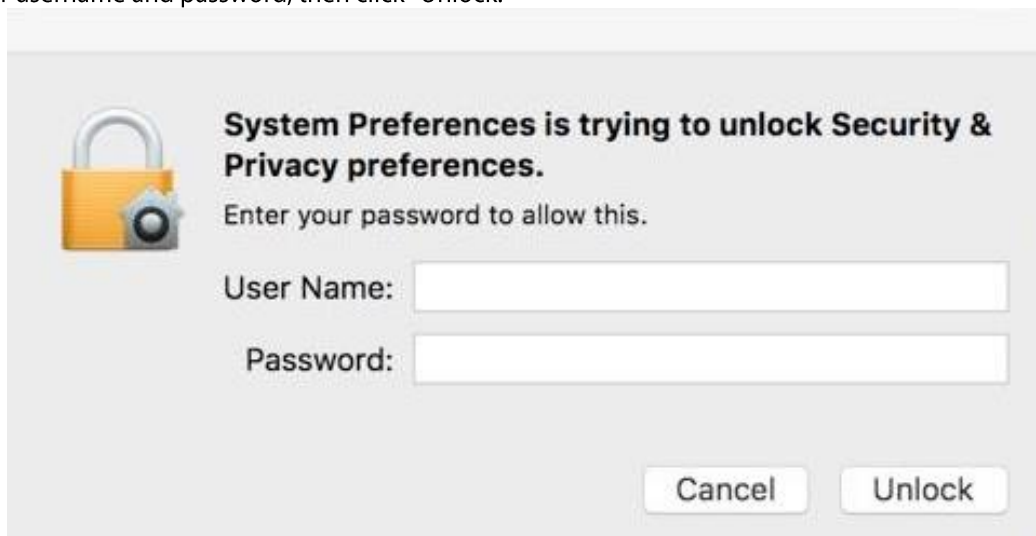 username and password, then click "Unlock.
System Preferences is trying to unlock Security &
Privacy preferences.
Enter your password to allow this.
User Name:
Password:
Cancel
Unlock